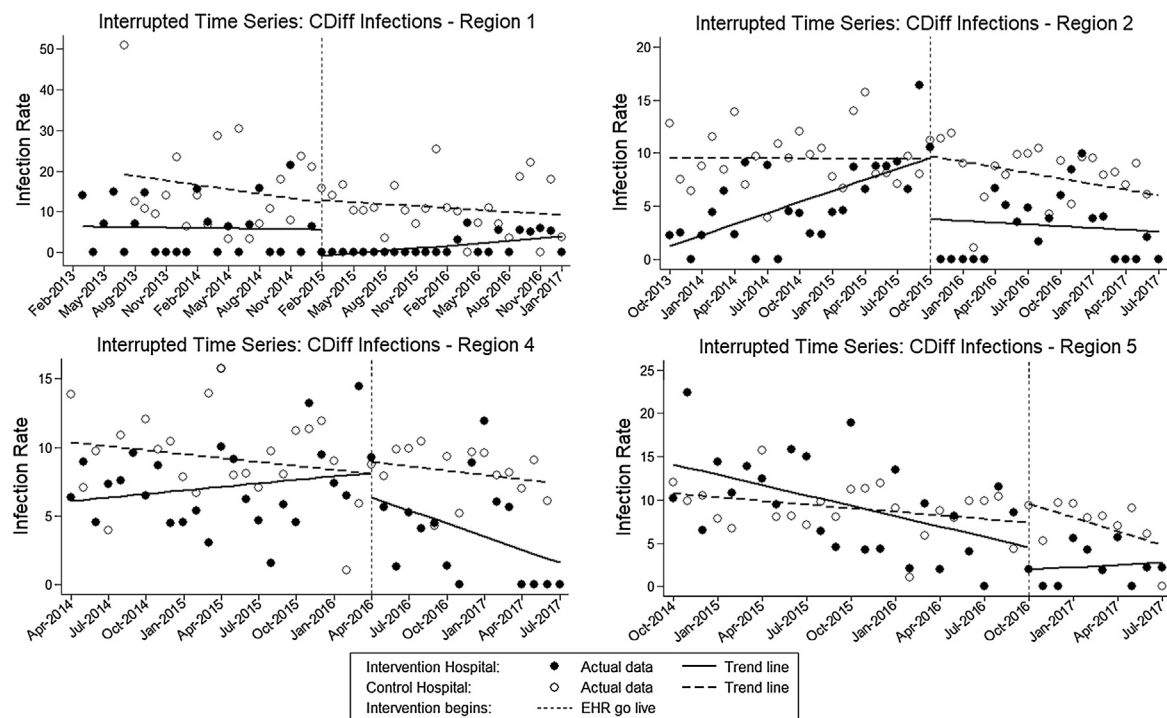 Interrupted Time Series: CDiff Infections - Region 1
Infection Rate
50
40
30
20
10
0
Feb-2013
May-2013
Aug-2013
Nov-2013
Feb-2014
May-2014
Aug-2014
Nov-2014
Feb-2015
May-2015
Aug-2015
Nov-2015
Feb-2016
May-2016
Aug-2016
Nov-2016
Jan-2017
Interrupted Time Series: CDiff Infections - Region 2
Infection Rate
20
15
10
5
0
Oct-2013
Jan-2014
Apr-2014
Jul-2014
Oct-2014
Jan-2015
Apr-2015
Jul-2015
Oct-2015
Jan-2016
Apr-2016
Jul-2016
Oct-2016
Jan-2017
Apr-2017
Jul-2017
Interrupted Time Series: CDiff Infections - Region 4
Infection Rate
15
10
5
0
Apr-2014
Jul-2014
Oct-2014
Jan-2015
Apr-2015
Jul-2015
Oct-2015
Jan-2016
Apr-2016
Jul-2016
Oct-2016
Jan-2017
Apr-2017
Jul-2017
Interrupted Time Series: CDiff Infections - Region 5
Infection Rate
25
20
15
10
5
0
Oct-2014
Jan-2015
Apr-2015
Jul-2015
Oct-2015
Jan-2016
Apr-2016
Jul-2016
Oct-2016
Jan-2017
Apr-2017
Jul-2017
Intervention Hospital: Actual data Trend line
Control Hospital: Actual data Trend line
Intervention begins: EHR go live